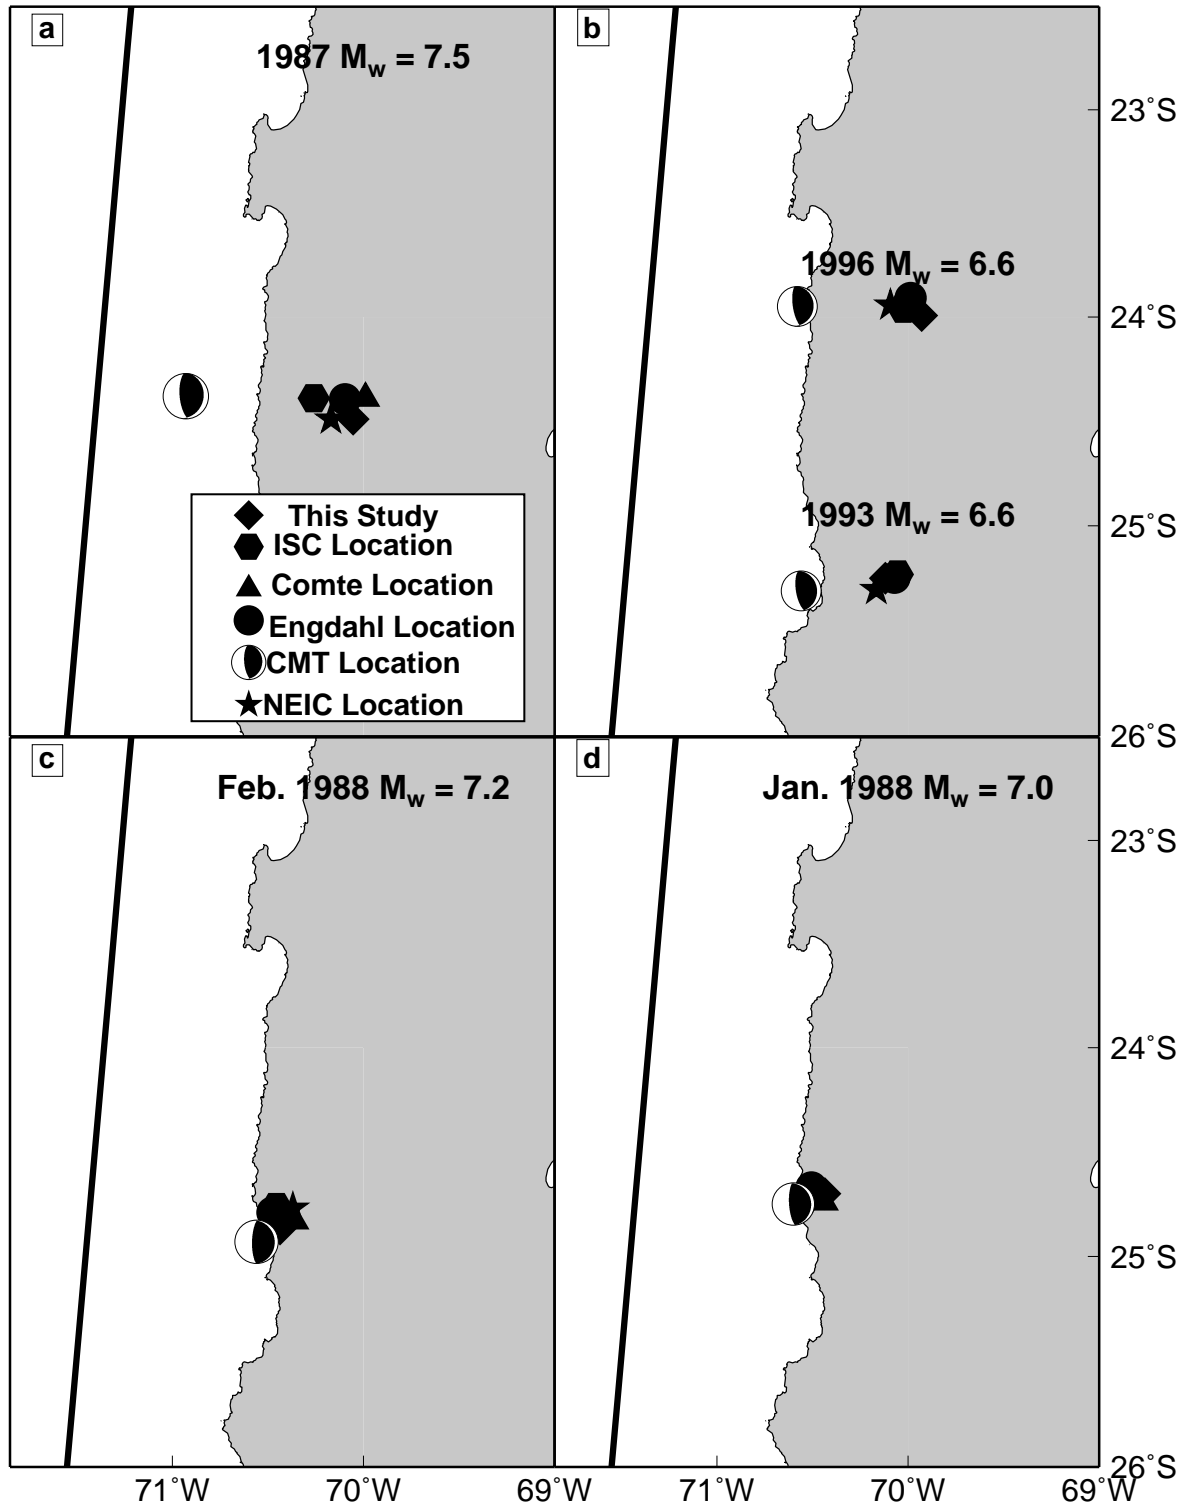 a
1987 Mw = 7.5
This Study
ISC Location
Comte Location
Engdahl Location
CMT Location
NEIC Location
b
1996 Mw = 6.6
1993 Mw = 6.6
23°S
24°S
25°S
26°S
c
Feb. 1988 Mw = 7.2
d
Jan. 1988 Mw = 7.0
23°S
24°S
25°S
26°S
71°W
70°W
69°W
71°W
70°W
69°W